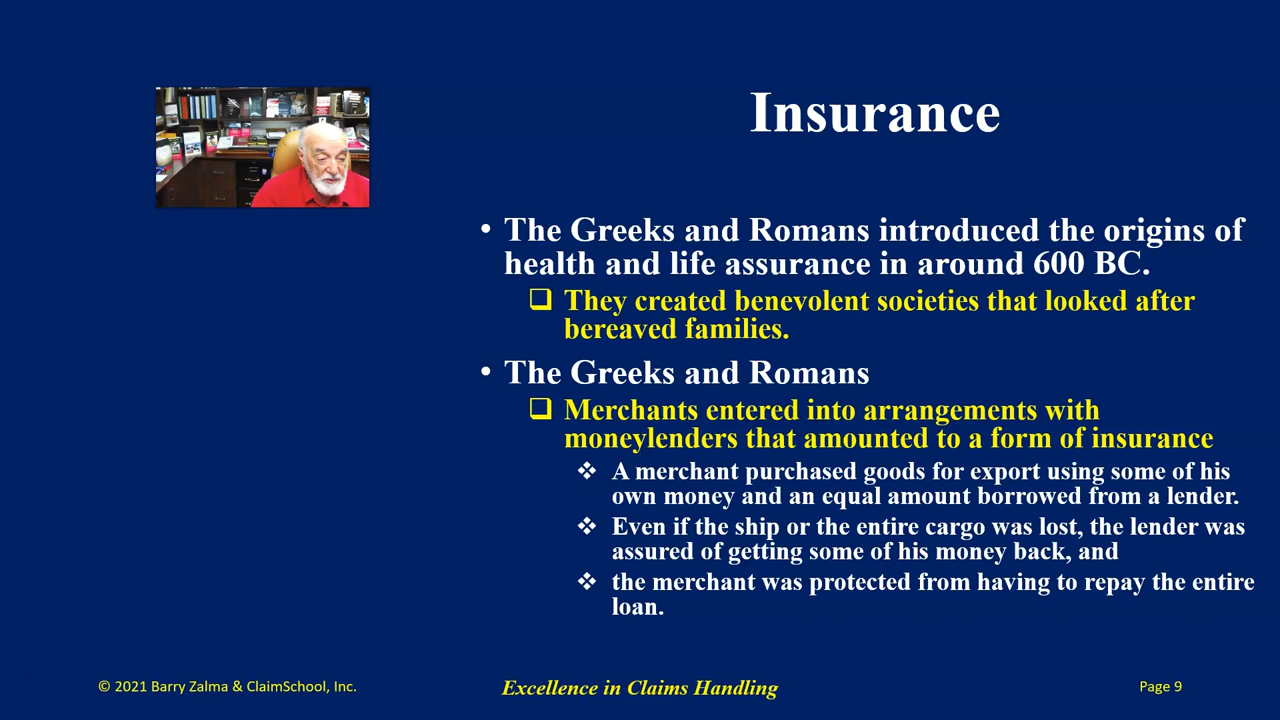 Insurance
• The Greeks and Romans introduced the origins of
health and life assurance in around 600 BC.
❑ They created benevolent societies that looked after
bereaved families.
• The Greeks and Romans
❑ Merchants entered into arrangements with
moneylenders that amounted to a form of insurance
❖ A merchant purchased goods for export using some of his
own money and an equal amount borrowed from a lender.
❖ Even if the ship or the entire cargo was lost, the lender was
assured of getting some of his money back, and
❖ the merchant was protected from having to repay the entire
loan.
© 2021 Barry Zalma & ClaimSchool, Inc.
Excellence in Claims Handling
Page 9